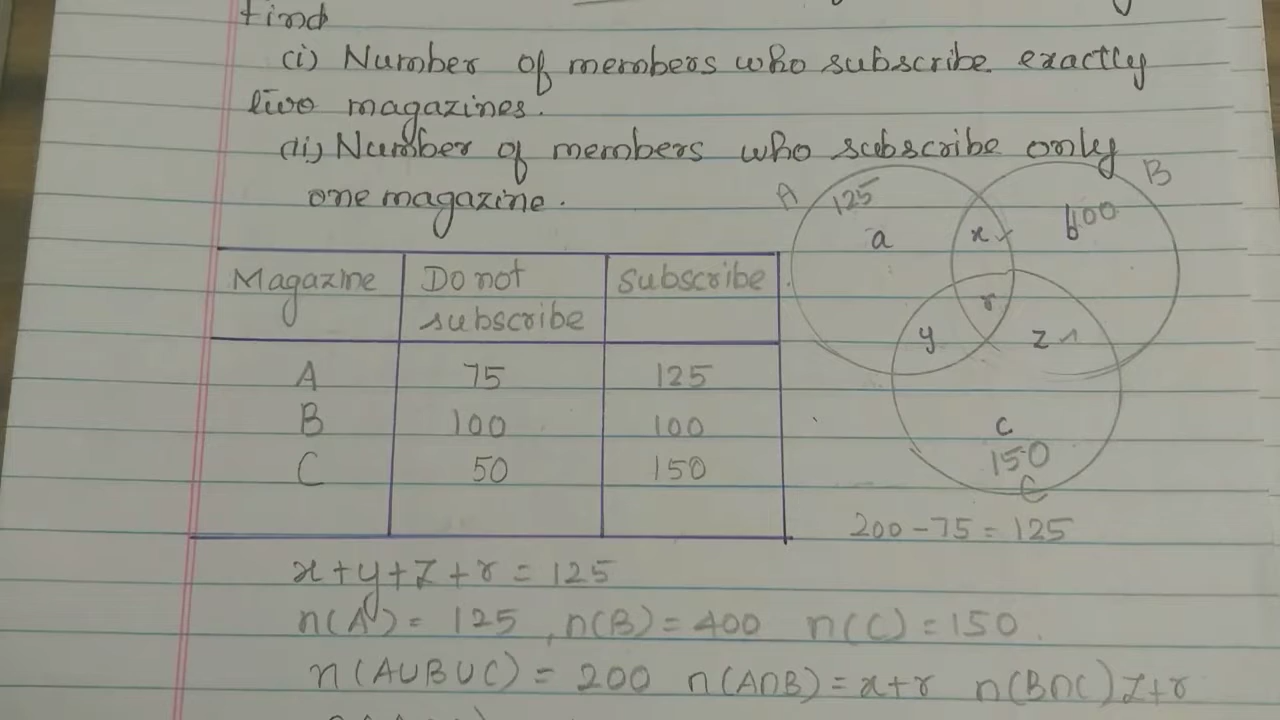 Find
(i) Number of members who subscribe exactly
two magazines.
(ii) Number of members who subscribe only
one magazine.
A 125 a x B 100
y r z
c
150
C
Magazine Do not subscribe Subscribe
A 75 125
B 100 100
C 50 150
200 - 75 = 125
x + y + z + r = 125
n(A) = 125 , n(B) = 400 n(C) = 150.
n(A∪B∪C) = 200 n(A∩B) = x+r n(B∩C) z+r